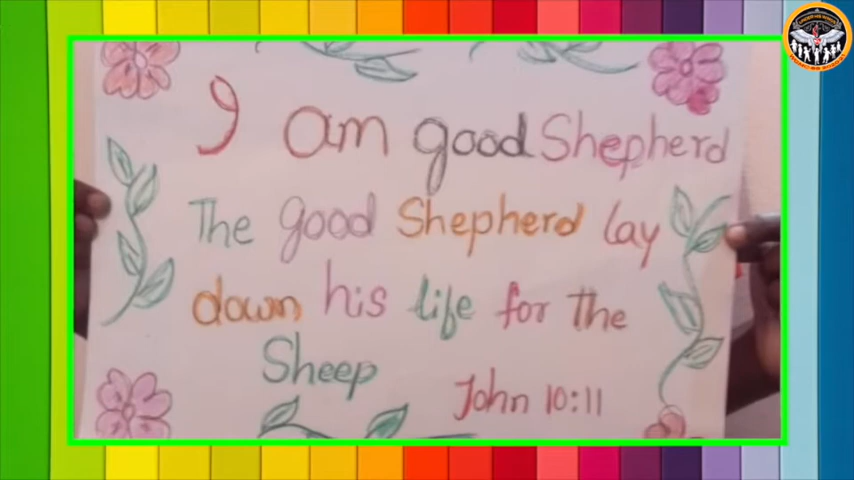 I am good Shepherd
The good Shepherd lay
down his life for the
Sheep
John 10:11